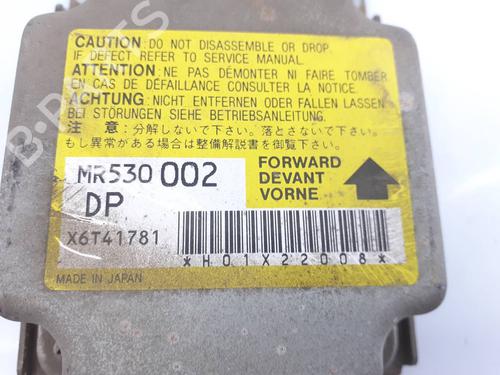 CAUTION: DO NOT DISASSEMBLE OR DROP.
IF DEFECT REFER TO SERVICE MANUAL.
ATTENTION: NE PAS DÉMONTER NI FAIRE TOMBER
EN CAS DE DÉFAILLANCE CONSULTER LA NOTICE.
ACHTUNG: NICHT ENTFERNEN ODER FALLEN LASSEN
BEI STÖRUNGEN SIEHE BETRIEBSANLEITUNG.
注 意：分解しないで下さい。落とさないで下さい。
もし異常がある場合は整備解説書を御覧下さい。
MR530 002
DP
X6T41781
FORWARD
DEVANT
VORNE
*H01X22008*
MADE IN JAPAN
B-PARTS